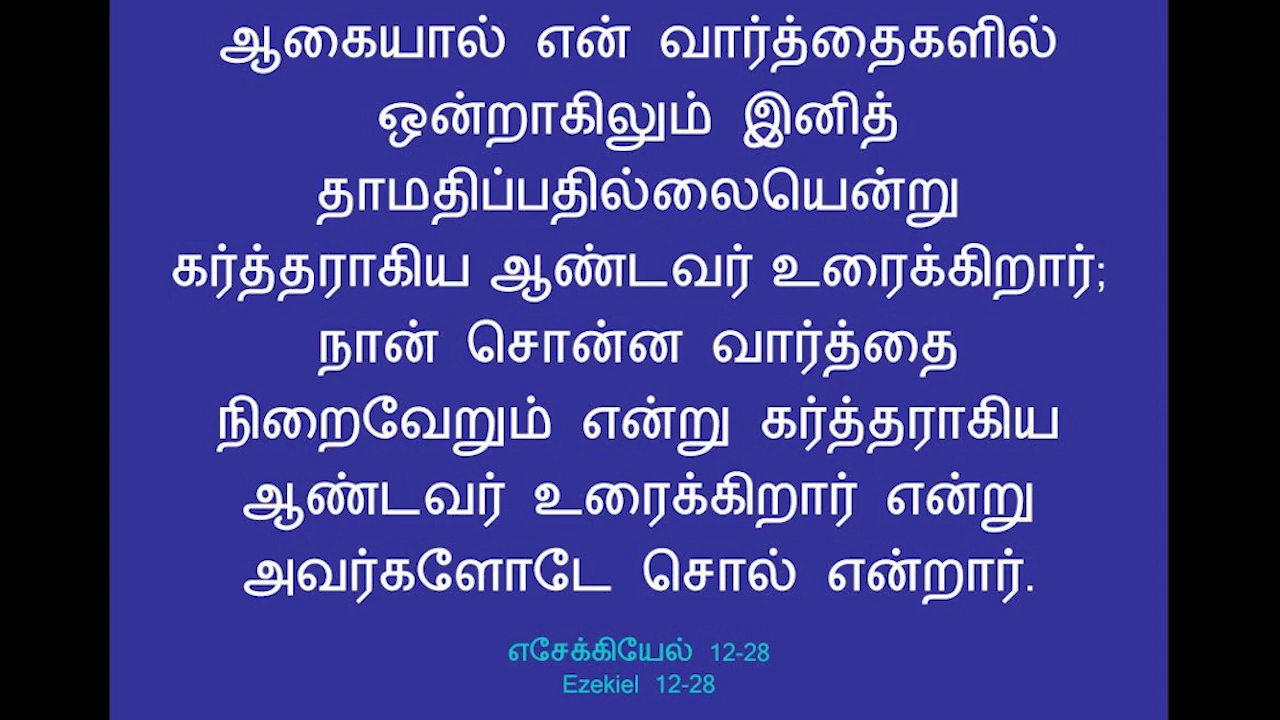 ஆகையால் என் வார்த்தைகளில்
ஒன்றாகிலும் இனித்
தாமதிப்பதில்லையென்று
கர்த்தராகிய ஆண்டவர் உரைக்கிறார்;
நான் சொன்ன வார்த்தை
நிறைவேறும் என்று கர்த்தராகிய
ஆண்டவர் உரைக்கிறார் என்று
அவர்களோடே சொல் என்றார்.
எசேக்கியேல் 12-28
Ezekiel 12-28